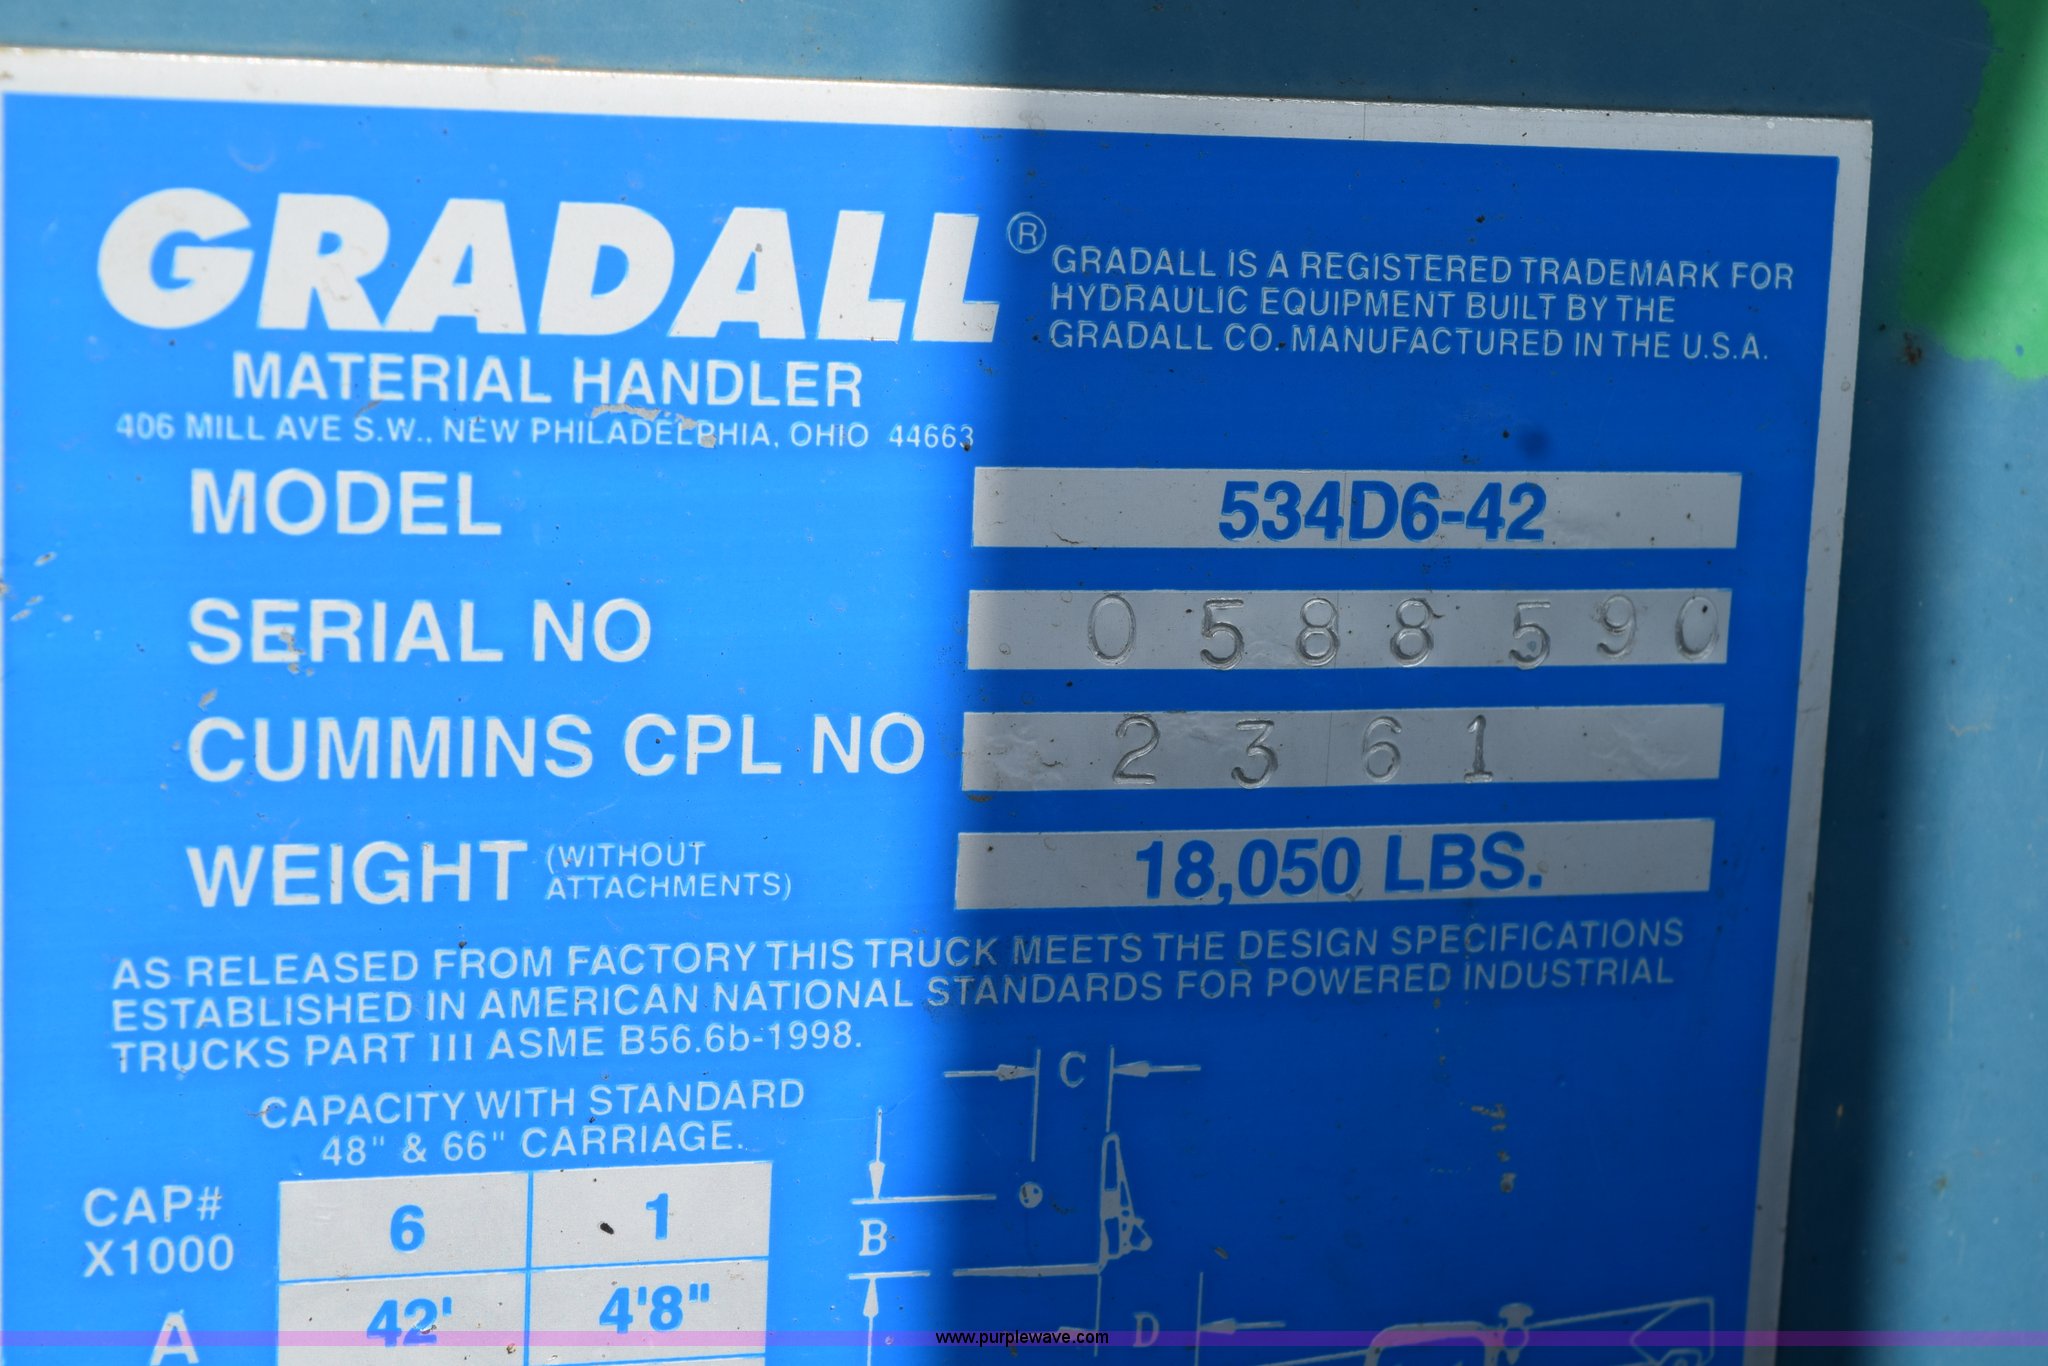 GRADALL®
MATERIAL HANDLER
406 MILL AVE S.W., NEW PHILADELPHIA, OHIO 44663
GRADALL IS A REGISTERED TRADEMARK FOR
HYDRAULIC EQUIPMENT BUILT BY THE
GRADALL CO. MANUFACTURED IN THE U.S.A.
MODEL 534D6-42
SERIAL NO 0588590
CUMMINS CPL NO 2361
WEIGHT (WITHOUT ATTACHMENTS) 18,050 LBS.
AS RELEASED FROM FACTORY THIS TRUCK MEETS THE DESIGN SPECIFICATIONS
ESTABLISHED IN AMERICAN NATIONAL STANDARDS FOR POWERED INDUSTRIAL
TRUCKS PART III ASME B56.6b-1998.
CAPACITY WITH STANDARD
48" & 66" CARRIAGE.
CAP# X1000 6 1
A 42' 4'8"
C
B
D
www.purplewave.com